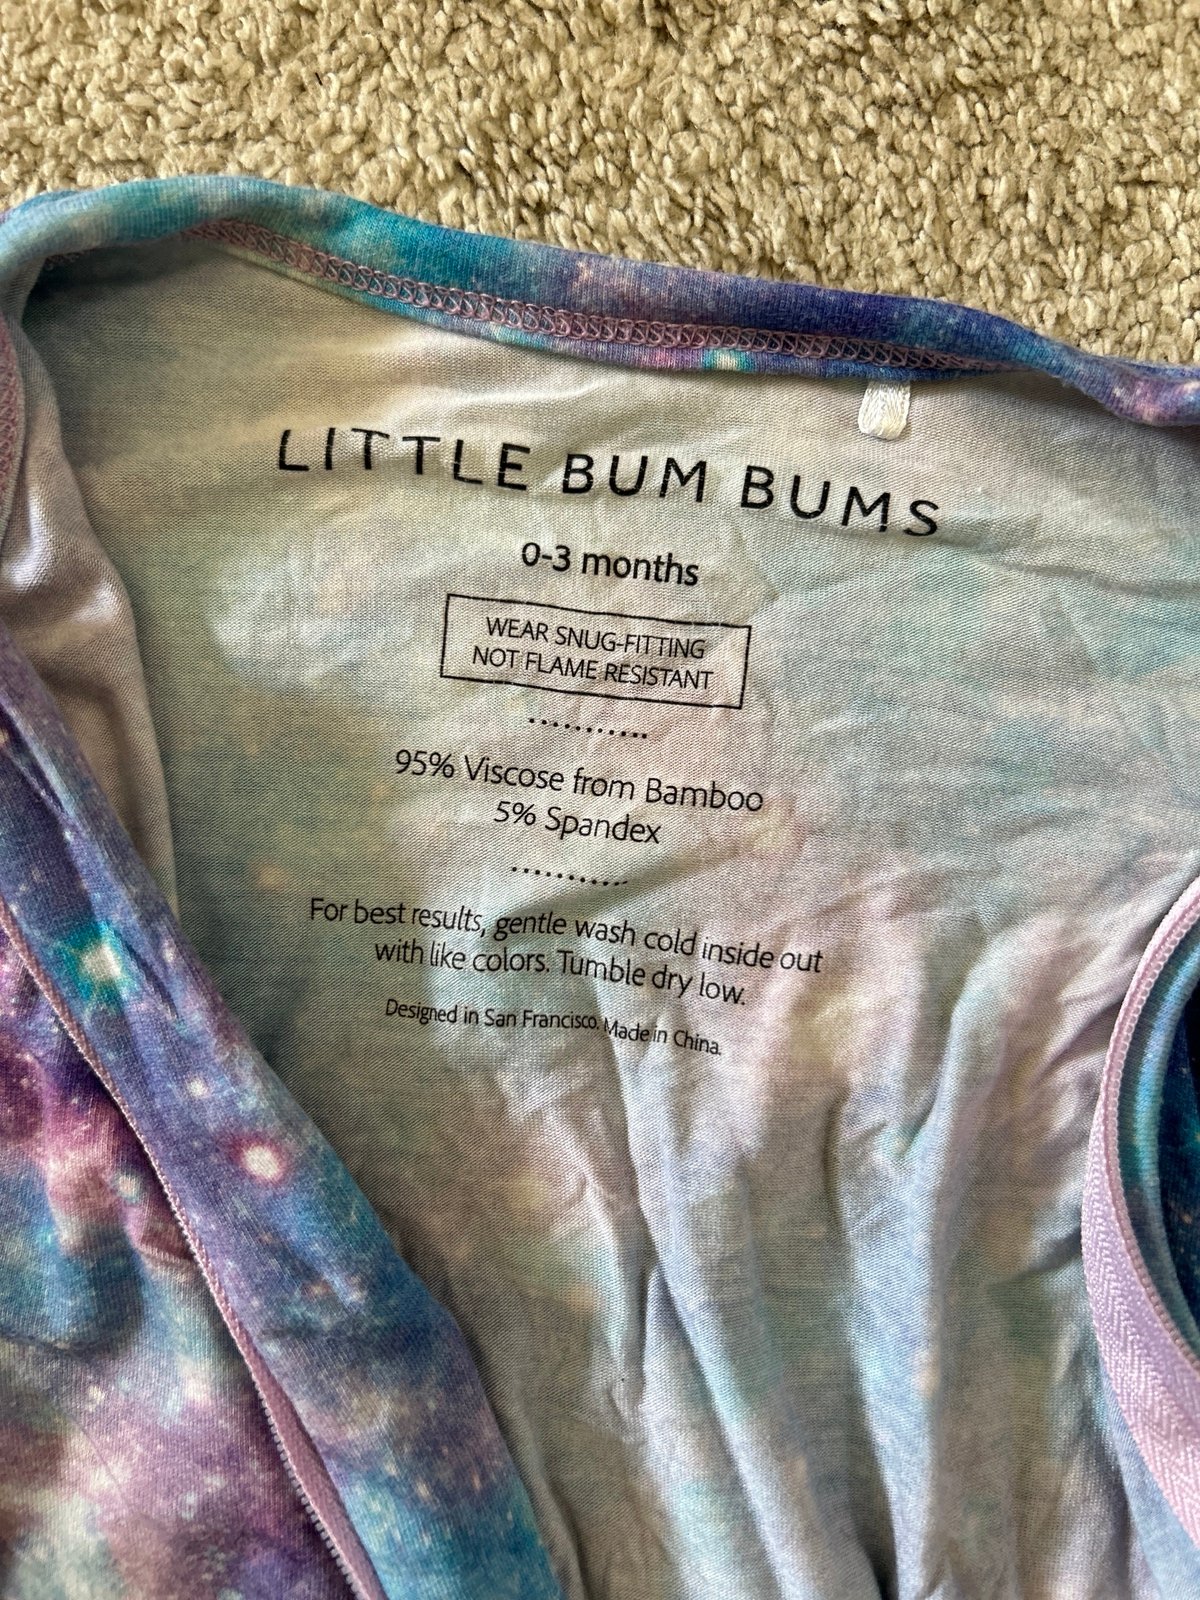 LITTLE BUM BUMS
0-3 months
WEAR SNUG-FITTING
NOT FLAME RESISTANT
95% Viscose from Bamboo
5% Spandex
For best results, gentle wash cold inside out
with like colors. Tumble dry low.
Designed in San Francisco. Made in China.